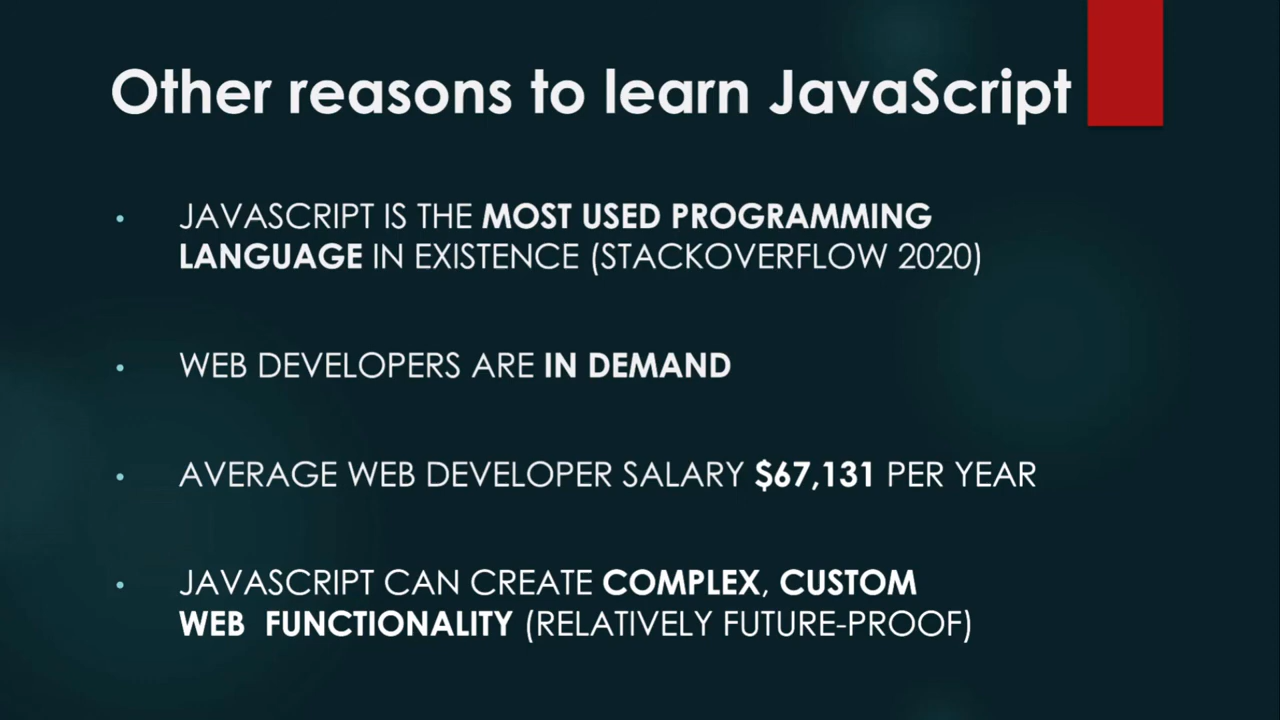 Other reasons to learn JavaScript
• JAVASCRIPT IS THE MOST USED PROGRAMMING
LANGUAGE IN EXISTENCE (STACKOVERFLOW 2020)
• WEB DEVELOPERS ARE IN DEMAND
• AVERAGE WEB DEVELOPER SALARY $67,131 PER YEAR
• JAVASCRIPT CAN CREATE COMPLEX, CUSTOM
WEB FUNCTIONALITY (RELATIVELY FUTURE-PROOF)